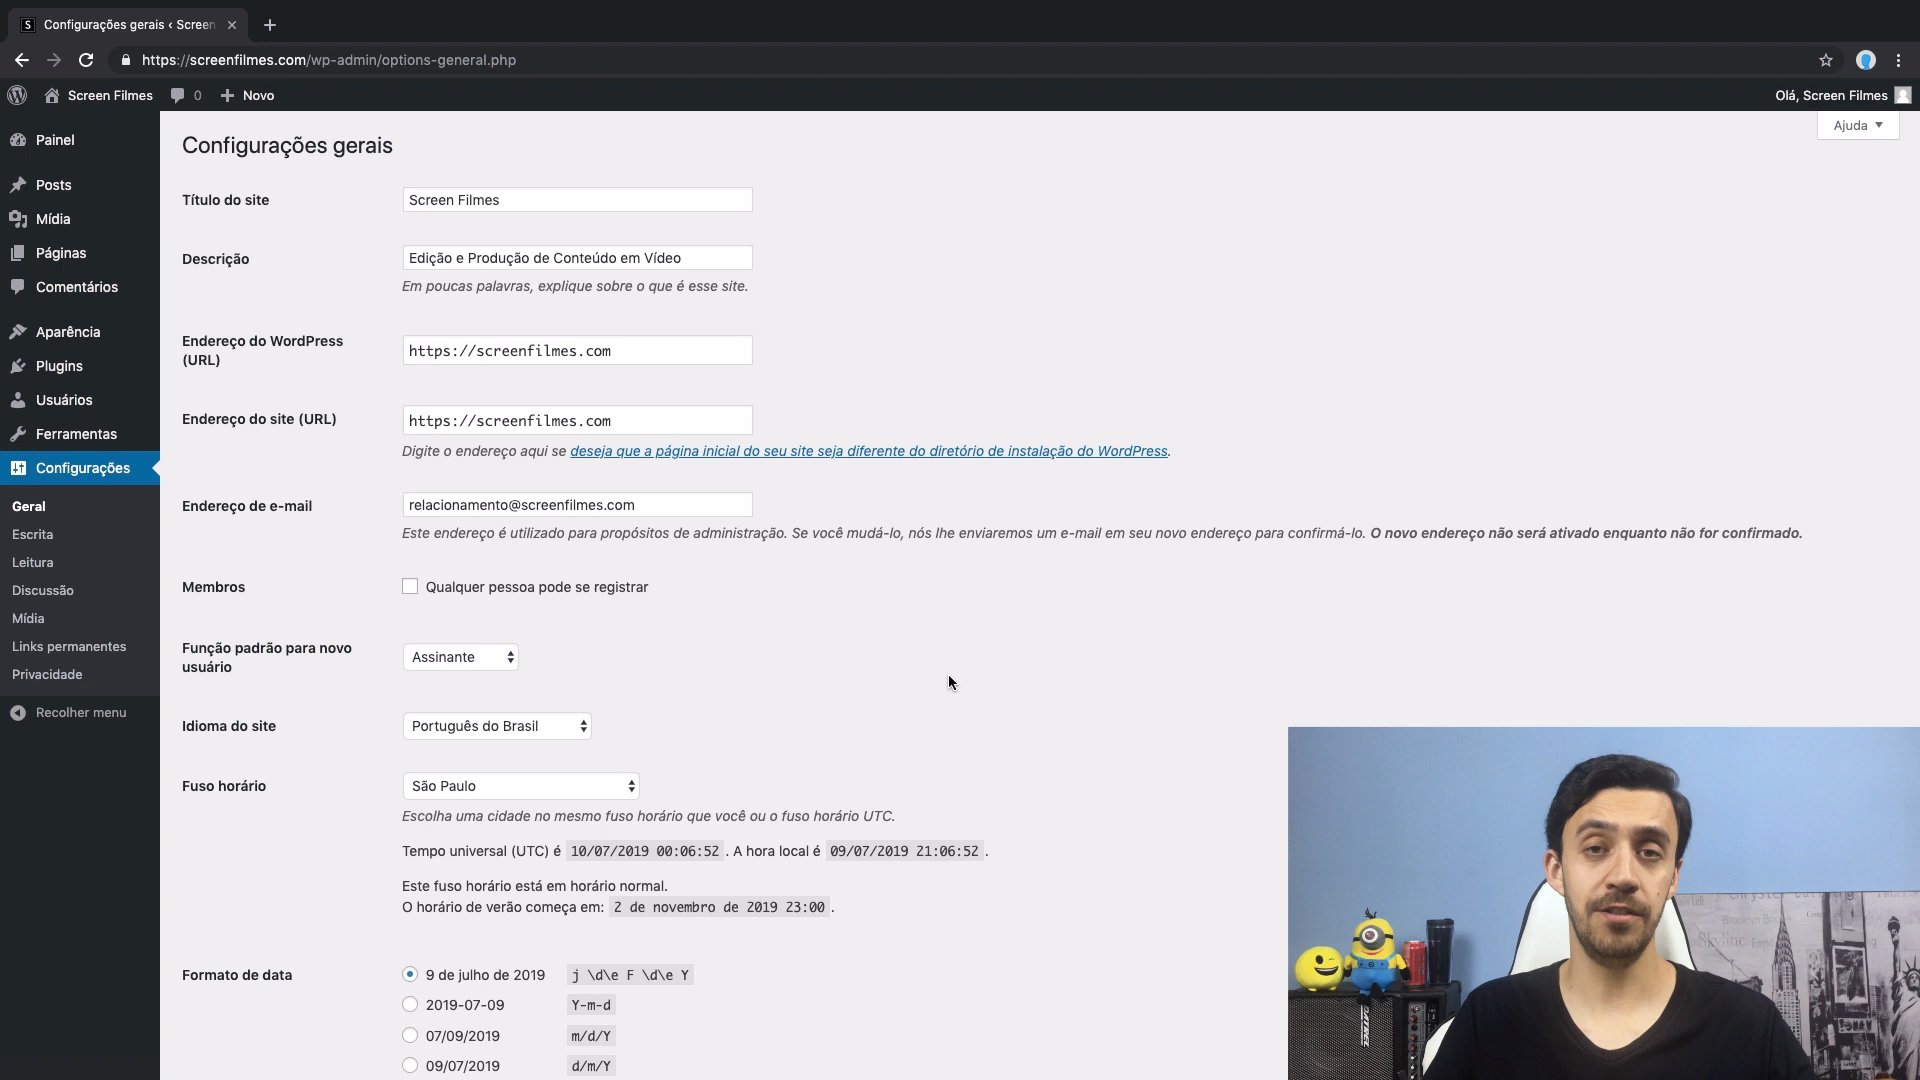 Configurações gerais ‹ Screen
https://screenfilmes.com/wp-admin/options-general.php
Screen Filmes
0
Novo
Olá, Screen Filmes
Ajuda
Painel
Posts
Mídia
Páginas
Comentários
Aparência
Plugins
Usuários
Ferramentas
Configurações
Geral
Escrita
Leitura
Discussão
Mídia
Links permanentes
Privacidade
Recolher menu
Configurações gerais
Título do site
Screen Filmes
Descrição
Edição e Produção de Conteúdo em Vídeo
Em poucas palavras, explique sobre o que é esse site.
Endereço do WordPress
(URL)
https://screenfilmes.com
Endereço do site (URL)
https://screenfilmes.com
Digite o endereço aqui se deseja que a página inicial do seu site seja diferente do diretório de instalação do WordPress.
Endereço de e-mail
relacionamento@screenfilmes.com
Este endereço é utilizado para propósitos de administração. Se você mudá-lo, nós lhe enviaremos um e-mail em seu novo endereço para confirmá-lo. O novo endereço não será ativado enquanto não for confirmado.
Membros
Qualquer pessoa pode se registrar
Função padrão para novo
usuário
Assinante
Idioma do site
Português do Brasil
Fuso horário
São Paulo
Escolha uma cidade no mesmo fuso horário que você ou o fuso horário UTC.
Tempo universal (UTC) é 10/07/2019 00:06:52 . A hora local é 09/07/2019 21:06:52 .
Este fuso horário está em horário normal.
O horário de verão começa em: 2 de novembro de 2019 23:00 .
Formato de data
9 de julho de 2019 j \d\e F \d\e Y
2019-07-09 Y-m-d
07/09/2019 m/d/Y
09/07/2019 d/m/Y
Skyline